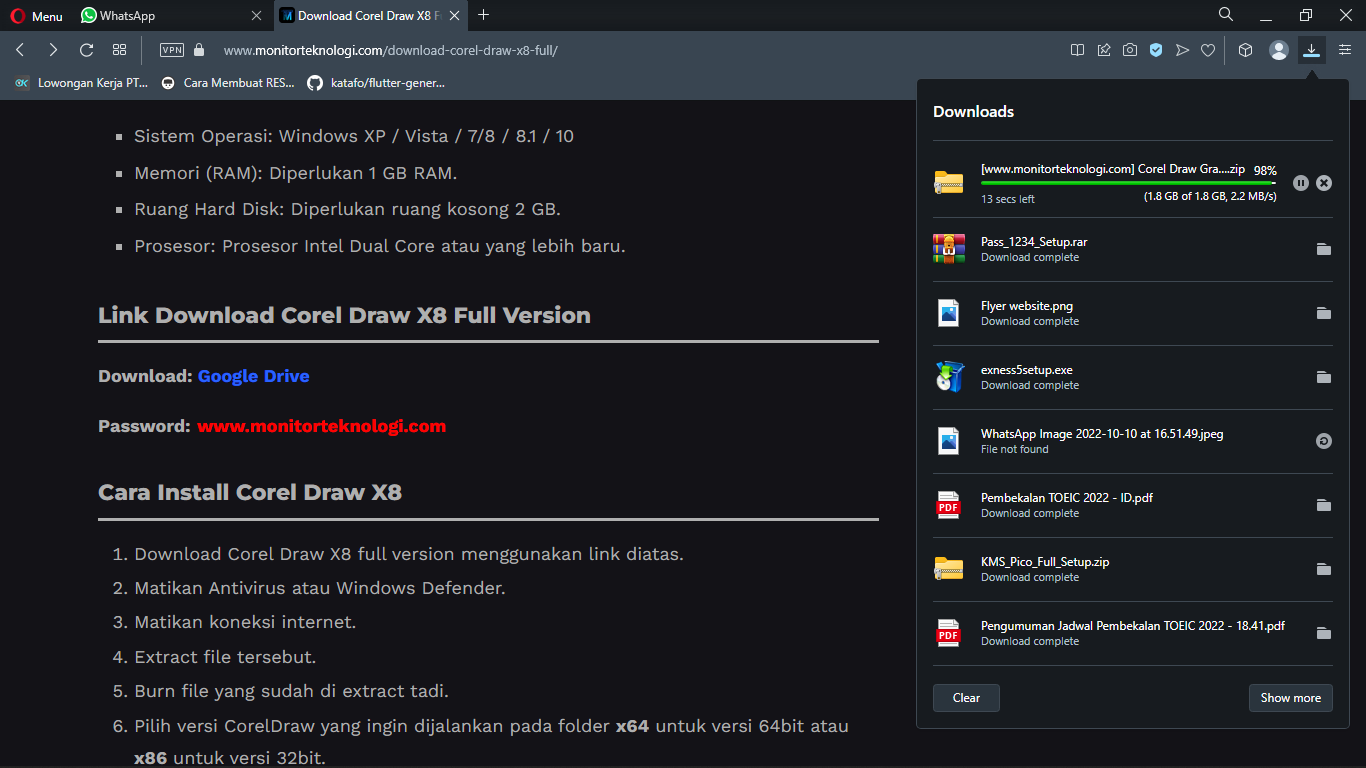 Menu
WhatsApp
Download Corel Draw X8 F
VPN
www.monitorteknologi.com/download-corel-draw-x8-full/
Lowongan Kerja PT...
Cara Membuat RES...
katafo/flutter-gener...
Sistem Operasi: Windows XP / Vista / 7/8 / 8.1 / 10
Memori (RAM): Diperlukan 1 GB RAM.
Ruang Hard Disk: Diperlukan ruang kosong 2 GB.
Prosesor: Prosesor Intel Dual Core atau yang lebih baru.
Link Download Corel Draw X8 Full Version
Download: Google Drive
Password: www.monitorteknologi.com
Cara Install Corel Draw X8
1. Download Corel Draw X8 full version menggunakan link diatas.
2. Matikan Antivirus atau Windows Defender.
3. Matikan koneksi internet.
4. Extract file tersebut.
5. Burn file yang sudah di extract tadi.
6. Pilih versi CorelDraw yang ingin dijalankan pada folder x64 untuk versi 64bit atau
x86 untuk versi 32bit.
Downloads
[www.monitorteknologi.com] Corel Draw Gra....zip 98%
13 secs left (1.8 GB of 1.8 GB, 2.2 MB/s)
Pass_1234_Setup.rar
Download complete
Flyer website.png
Download complete
exness5setup.exe
Download complete
WhatsApp Image 2022-10-10 at 16.51.49.jpeg
File not found
PDF
Pembekalan TOEIC 2022 - ID.pdf
Download complete
KMS_Pico_Full_Setup.zip
Download complete
PDF
Pengumuman Jadwal Pembekalan TOEIC 2022 - 18.41.pdf
Download complete
Clear
Show more